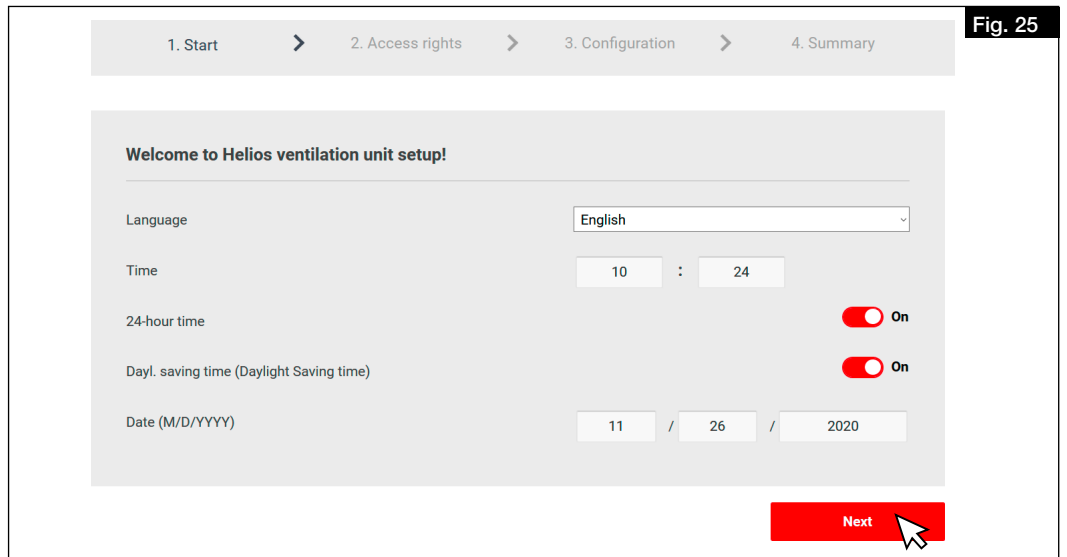 Fig. 25
1. Start > 2. Access rights > 3. Configuration > 4. Summary
Welcome to Helios ventilation unit setup!
Language English
Time 10 : 24
24-hour time On
Dayl. saving time (Daylight Saving time) On
Date (M/D/YYYY) 11 / 26 / 2020
Next